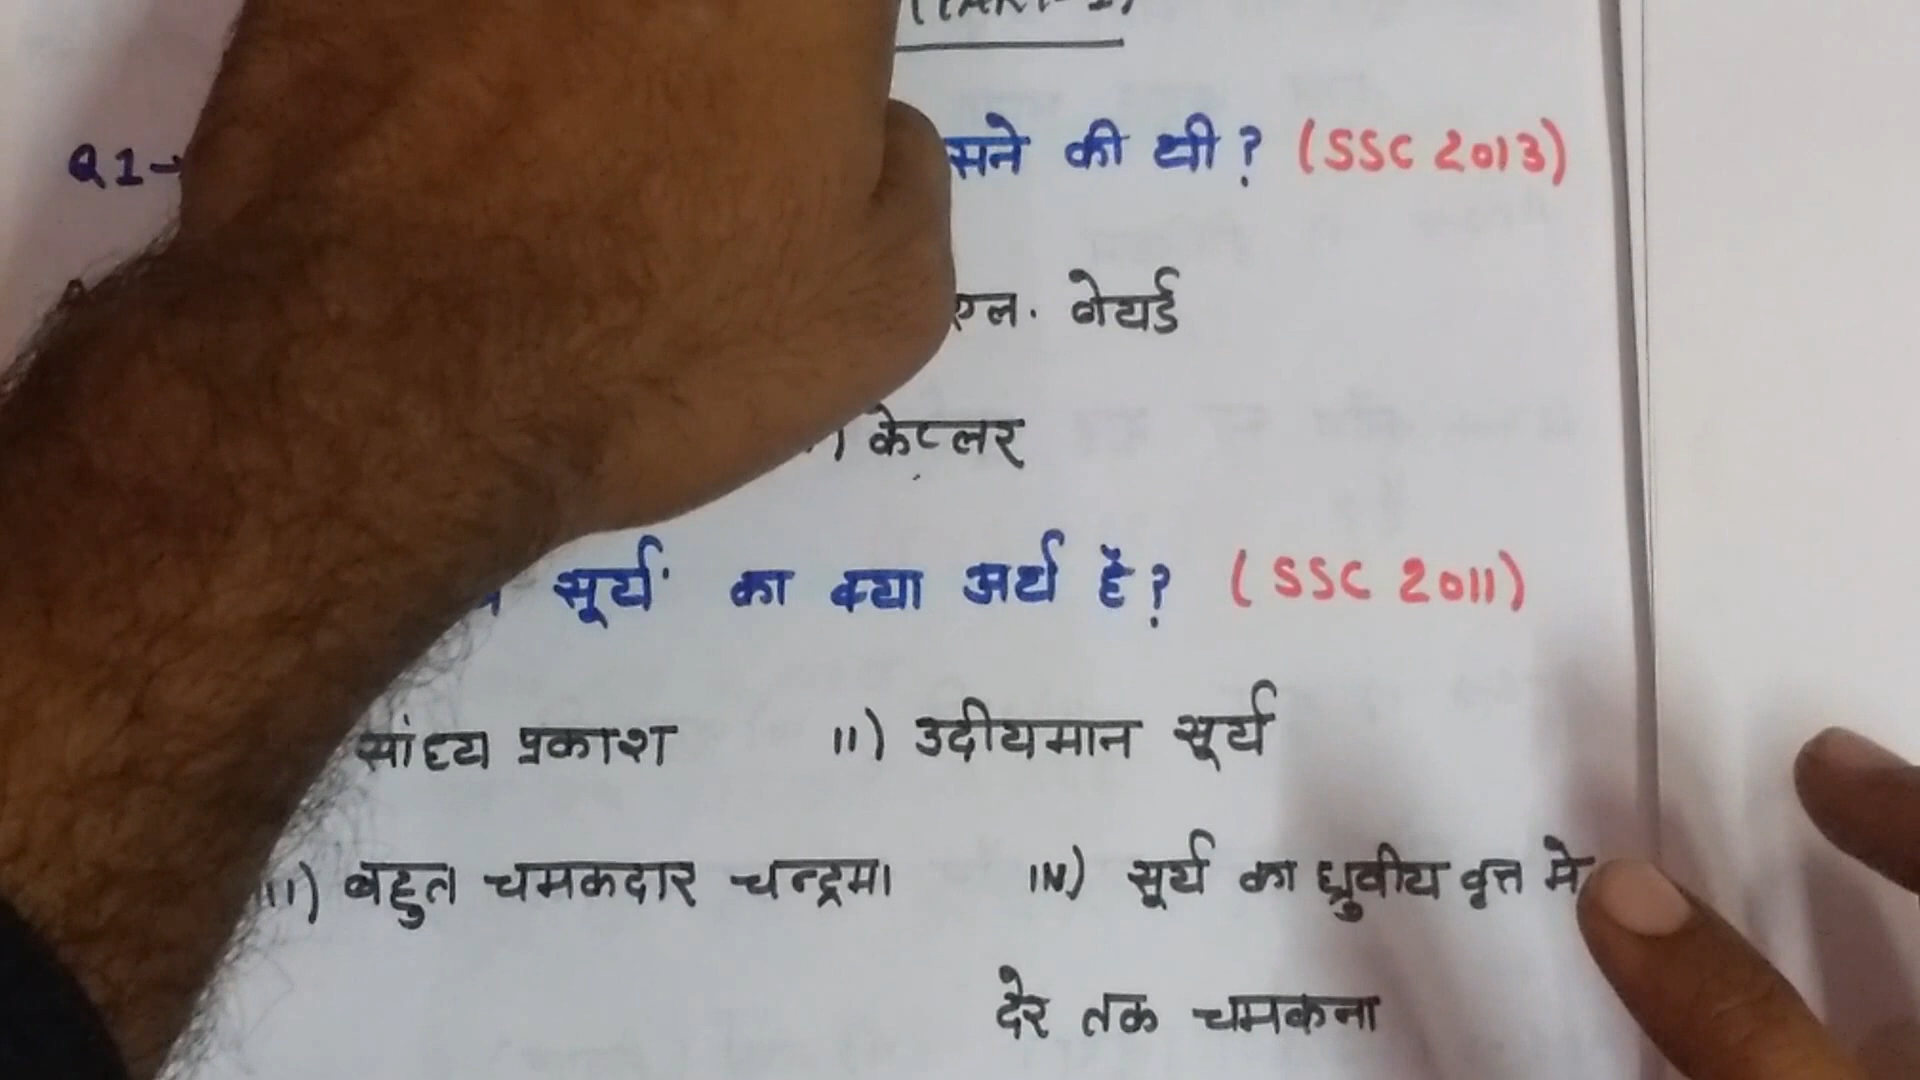 Q1→ सने की थी? (SSC 2013)
एल. बेयर्ड
) केप्लर
सूर्य' का क्या अर्थ है? (SSC 2011)
सांध्य प्रकाश II) उदीयमान सूर्य
III) बहुत चमकदार चन्द्रमा IV) सूर्य का ध्रुवीय वृत्त मे
देर तक चमकना